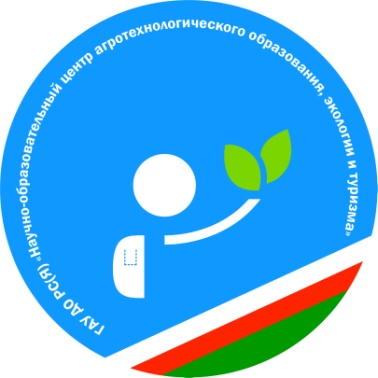 ГАУ ДО РС(Я) «Научно-образовательный центр агротехнологического образования, экологии и туризма»